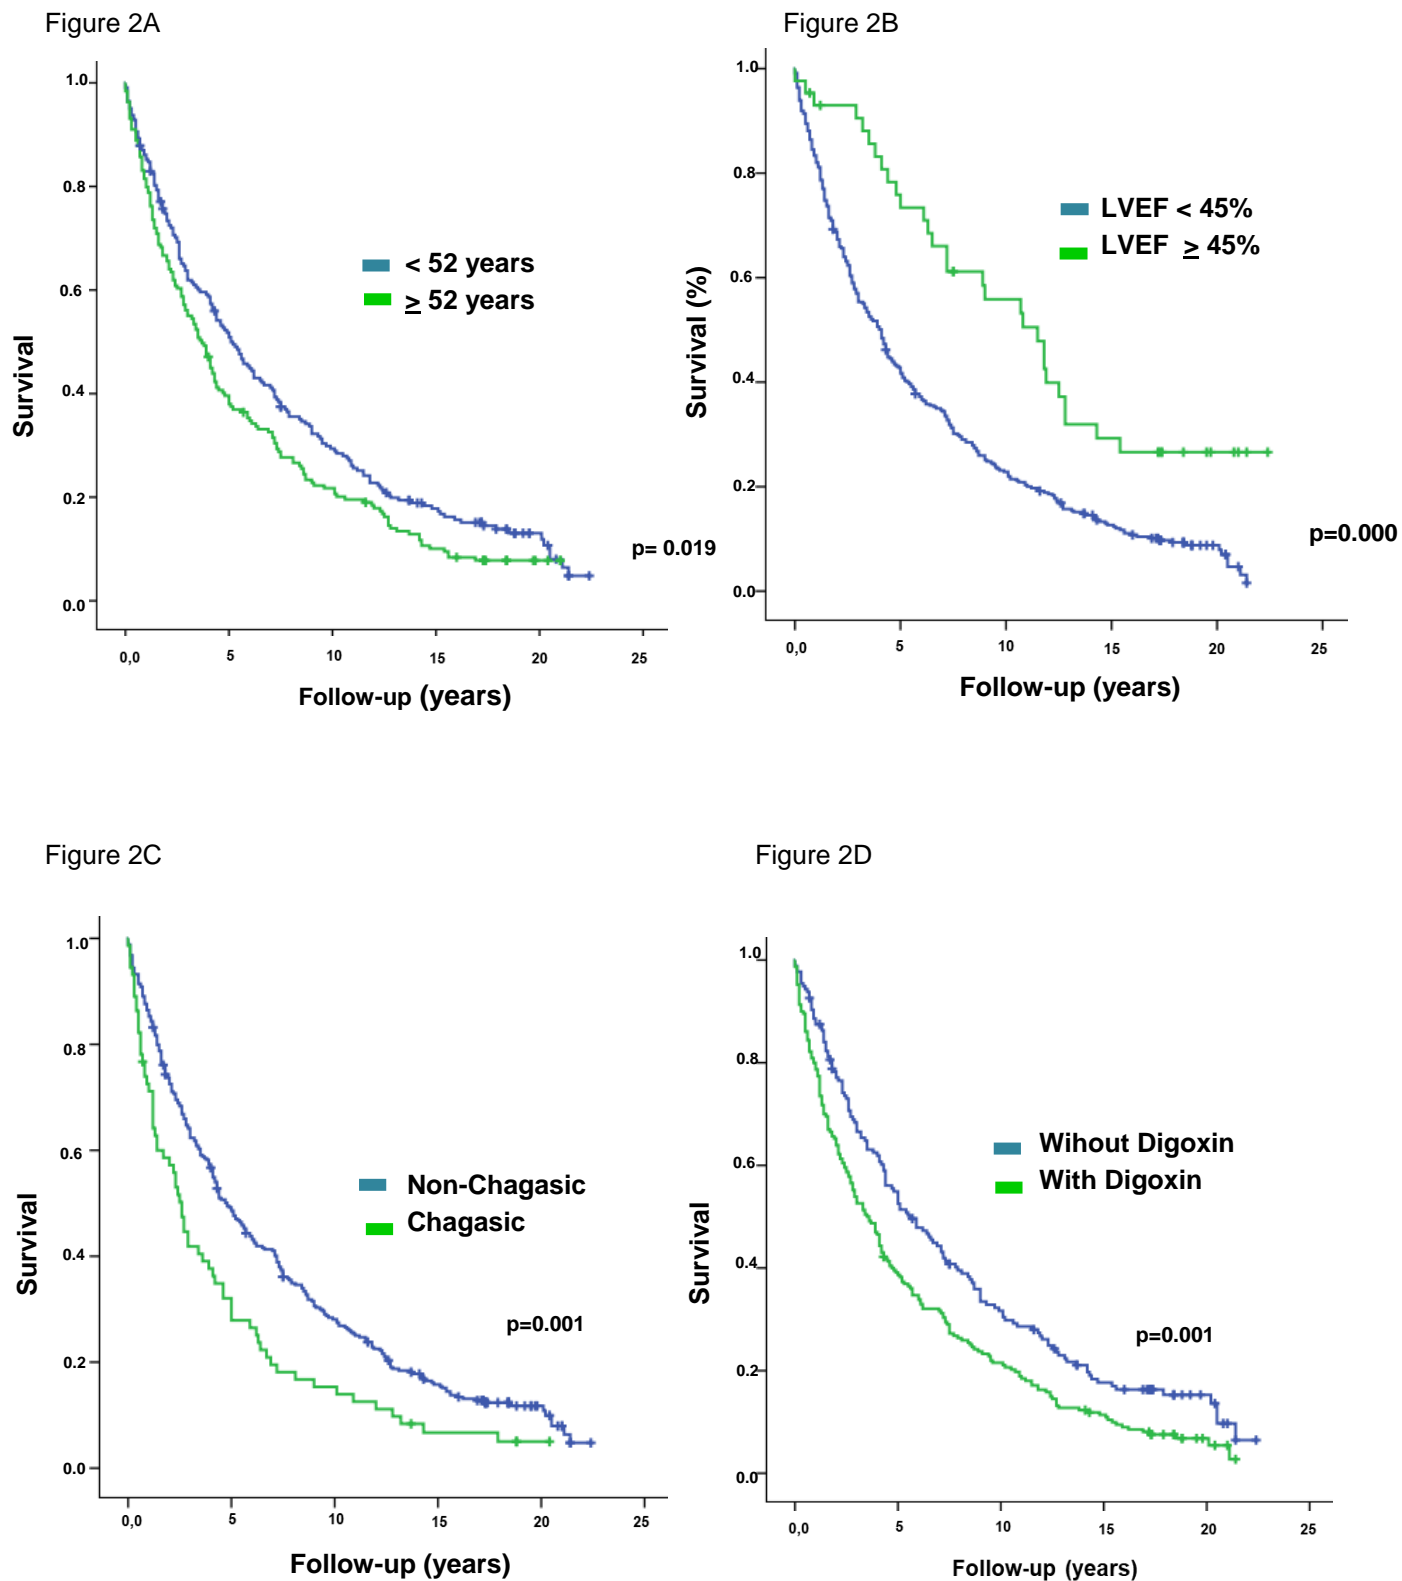 Figure 2A
1.0
0.8
0.6
0.4
0.2
0.0
Survival
< 52 years
≥ 52 years
p= 0.019
0,0 5 10 15 20 25
Follow-up (years)
Figure 2B
1.0
0.8
0.6
0.4
0.2
0.0
Survival (%)
LVEF < 45%
LVEF ≥ 45%
p=0.000
0,0 5 10 15 20 25
Follow-up (years)
Figure 2C
1.0
0.8
0.6
0.4
0.2
0.0
Survival
Non-Chagasic
Chagasic
p=0.001
0,0 5 10 15 20 25
Follow-up (years)
Figure 2D
1.0
0.8
0.6
0.4
0.2
0.0
Survival
Wihout Digoxin
With Digoxin
p=0.001
0,0 5 10 15 20 25
Follow-up (years)